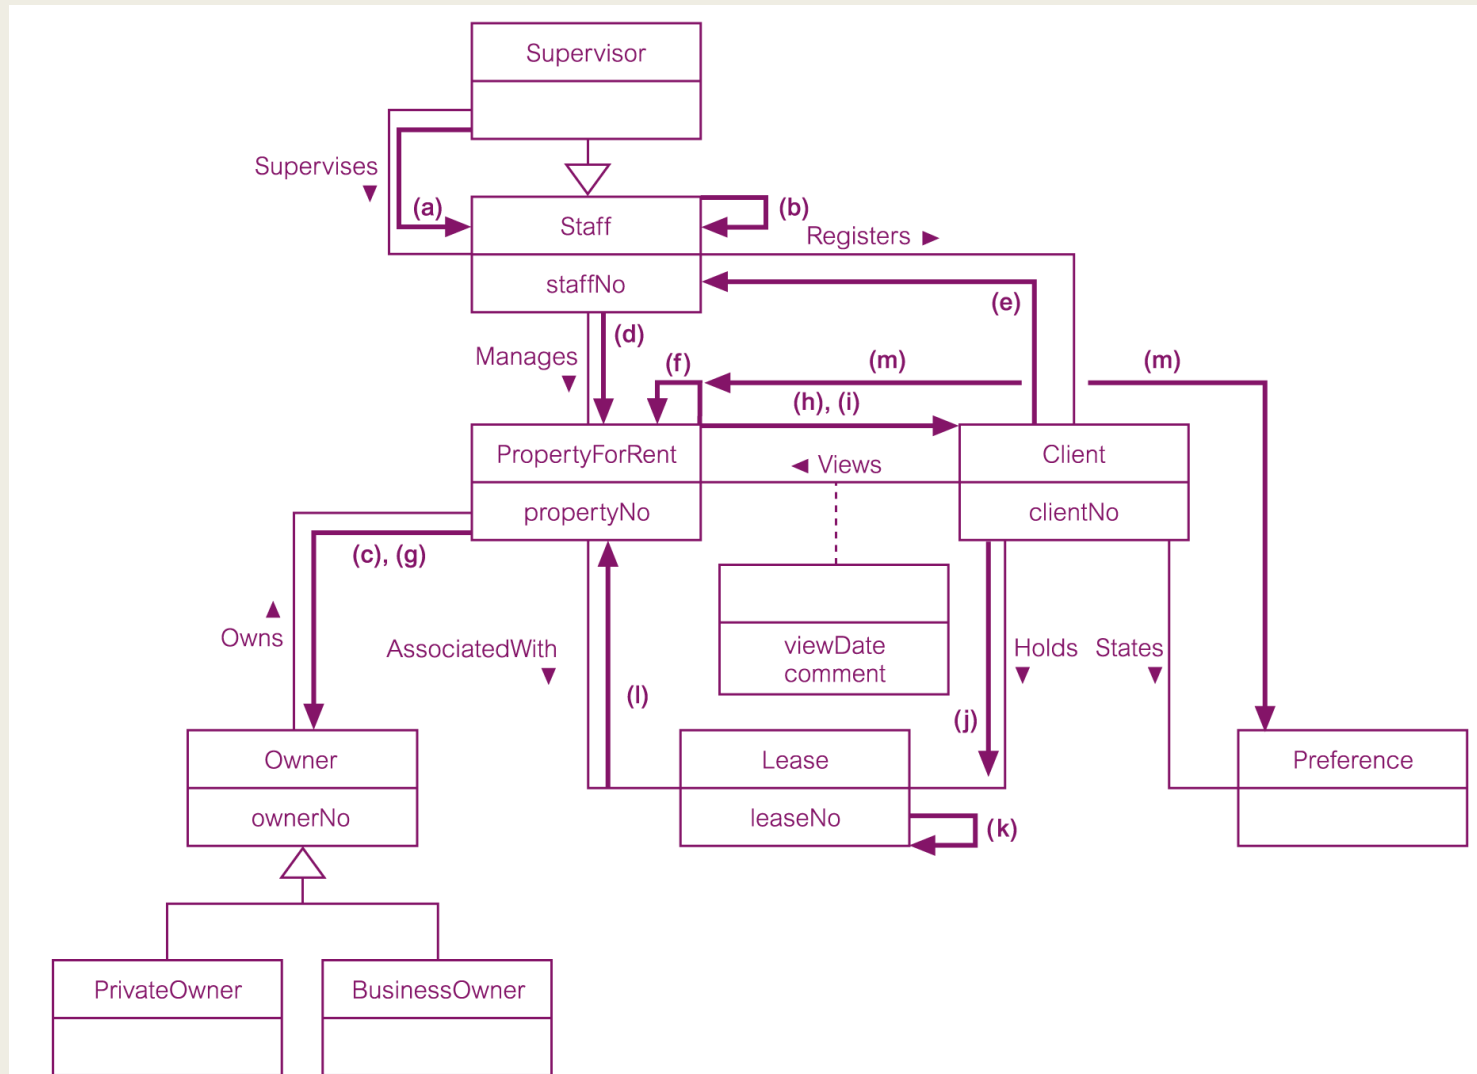 Supervisor
Supervises
▼
(a)
Staff
(b)
Registers ►
staffNo
(e)
(d)
Manages
▼
(f)
(m)
(m)
(h), (i)
PropertyForRent
◄ Views
Client
propertyNo
clientNo
(c), (g)
▲
Owns
AssociatedWith
▼
viewDate
comment
Holds
▼
States
▼
(l)
(j)
Owner
Lease
Preference
ownerNo
leaseNo
(k)
PrivateOwner
BusinessOwner